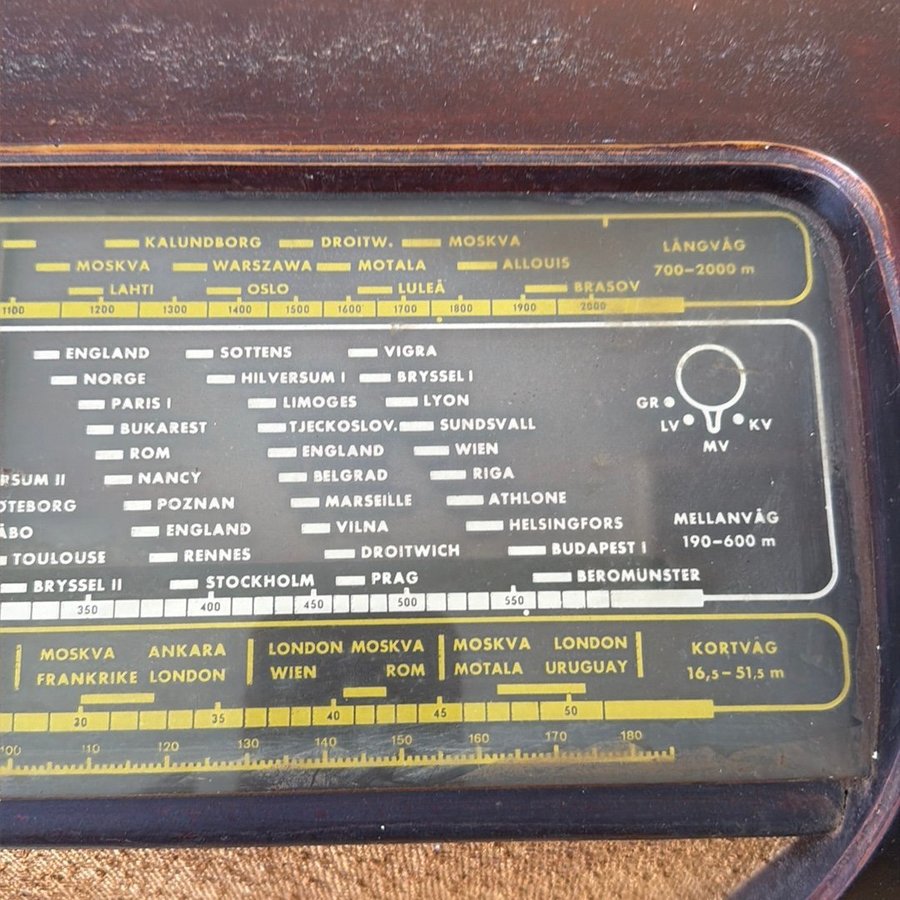 KALUNDBORG DROITW. MOSKVA LÅNGVÅG
MOSKVA WARSZAWA MOTALA ALLOUIS 700–2000 m
LAHTI OSLO LULEÅ BRASOV
1100 1200 1300 1400 1500 1600 1700 1800 1900 2000
ENGLAND SOTTENS VIGRA
NORGE HILVERSUM I BRYSSEL I
PARIS I LIMOGES LYON GR
BUKAREST TJECKOSLOV. SUNDSVALL LV KV
ROM ENGLAND WIEN MV
RSUM II NANCY BELGRAD RIGA
ÖTEBORG POZNAN MARSEILLE ATHLONE
ÅBO ENGLAND VILNA HELSINGFORS MELLANVÅG
TOULOUSE RENNES DROITWICH BUDAPEST I 190–600 m
BRYSSEL II STOCKHOLM PRAG BEROMÜNSTER
350 400 450 500 550
MOSKVA ANKARA LONDON MOSKVA MOSKVA LONDON KORTVÅG
FRANKRIKE LONDON WIEN ROM MOTALA URUGUAY 16,5–51,5 m
30 35 40 45 50
100 110 120 130 140 150 160 170 180